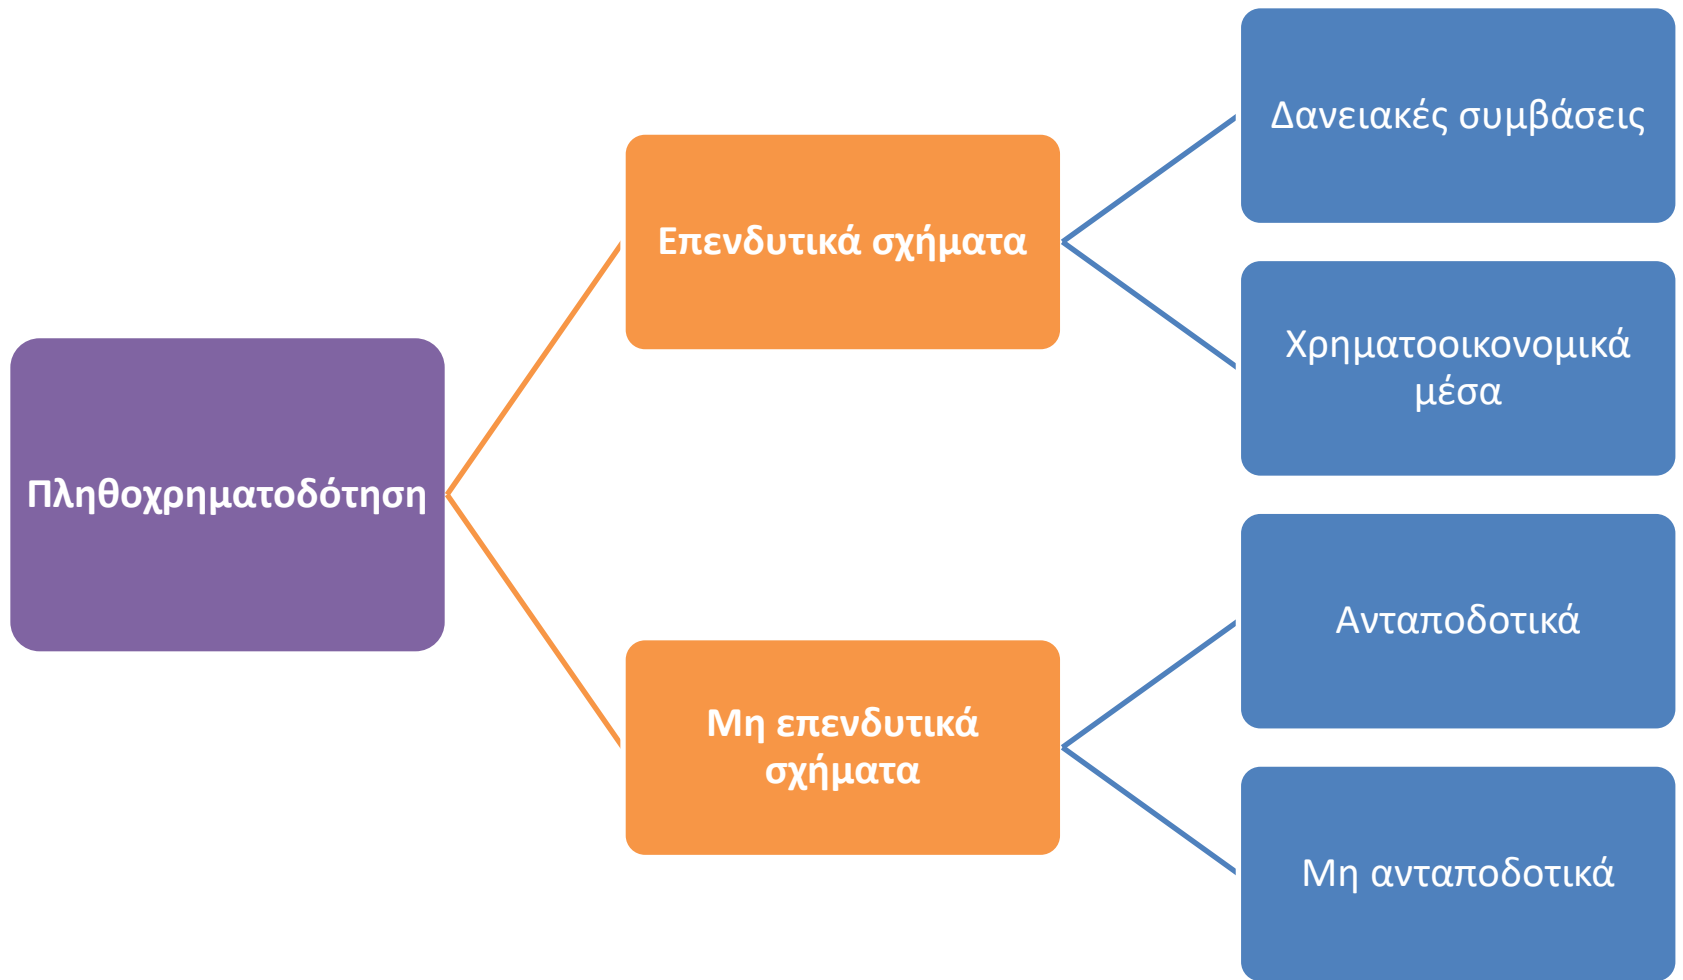 Πληθοχρηματοδότηση
Επενδυτικά σχήματα
Δανειακές συμβάσεις
Χρηματοοικονομικά
μέσα
Μη επενδυτικά
σχήματα
Ανταποδοτικά
Μη ανταποδοτικά